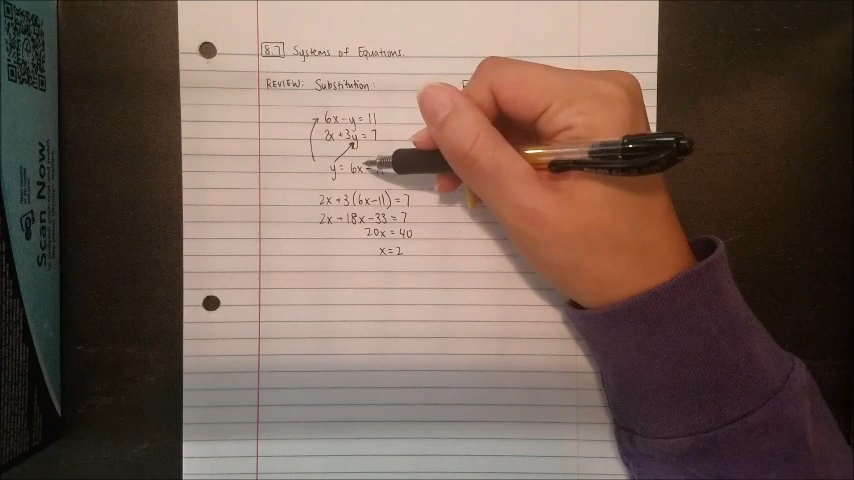 8.7 Systems of Equations.
REVIEW: Substitution:
6x - y = 11
2x + 3y = 7
y = 6x - 11
2x + 3(6x - 11) = 7
2x + 18x - 33 = 7
20x = 40
x = 2
Scan Now